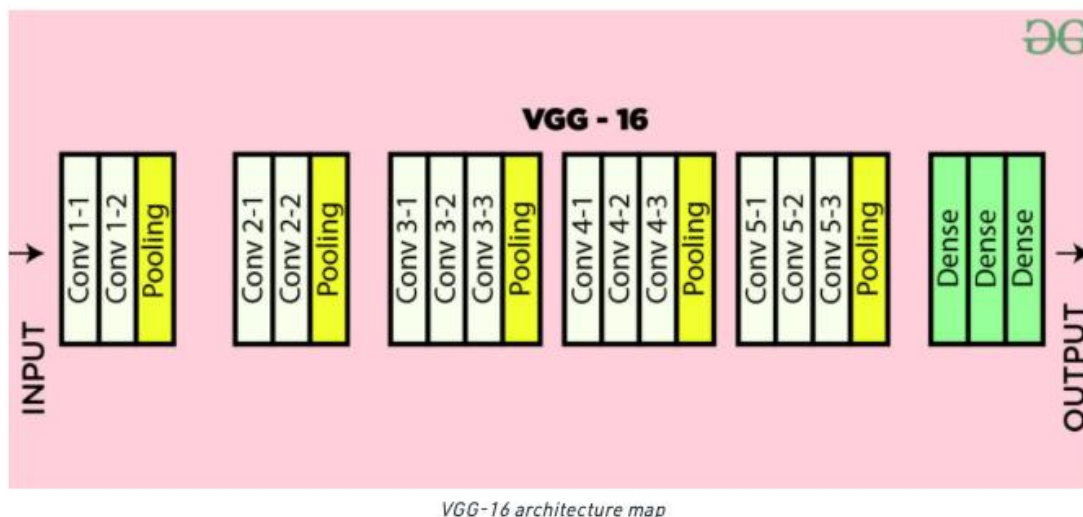 VGG - 16
INPUT
Conv 1-1
Conv 1-2
Pooling
Conv 2-1
Conv 2-2
Pooling
Conv 3-1
Conv 3-2
Conv 3-3
Pooling
Conv 4-1
Conv 4-2
Conv 4-3
Pooling
Conv 5-1
Conv 5-2
Conv 5-3
Pooling
Dense
Dense
Dense
OUTPUT
VGG-16 architecture map